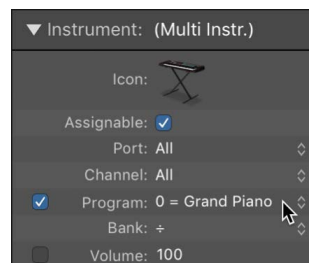 Instrument: (Multi Instr.)
Icon:
Assignable:
Port: All
Channel: All
Program: 0 = Grand Piano
Bank: ÷
Volume: 100